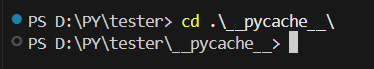 PS D:\PY\tester> cd .\__pycache__\
PS D:\PY\tester\__pycache__>